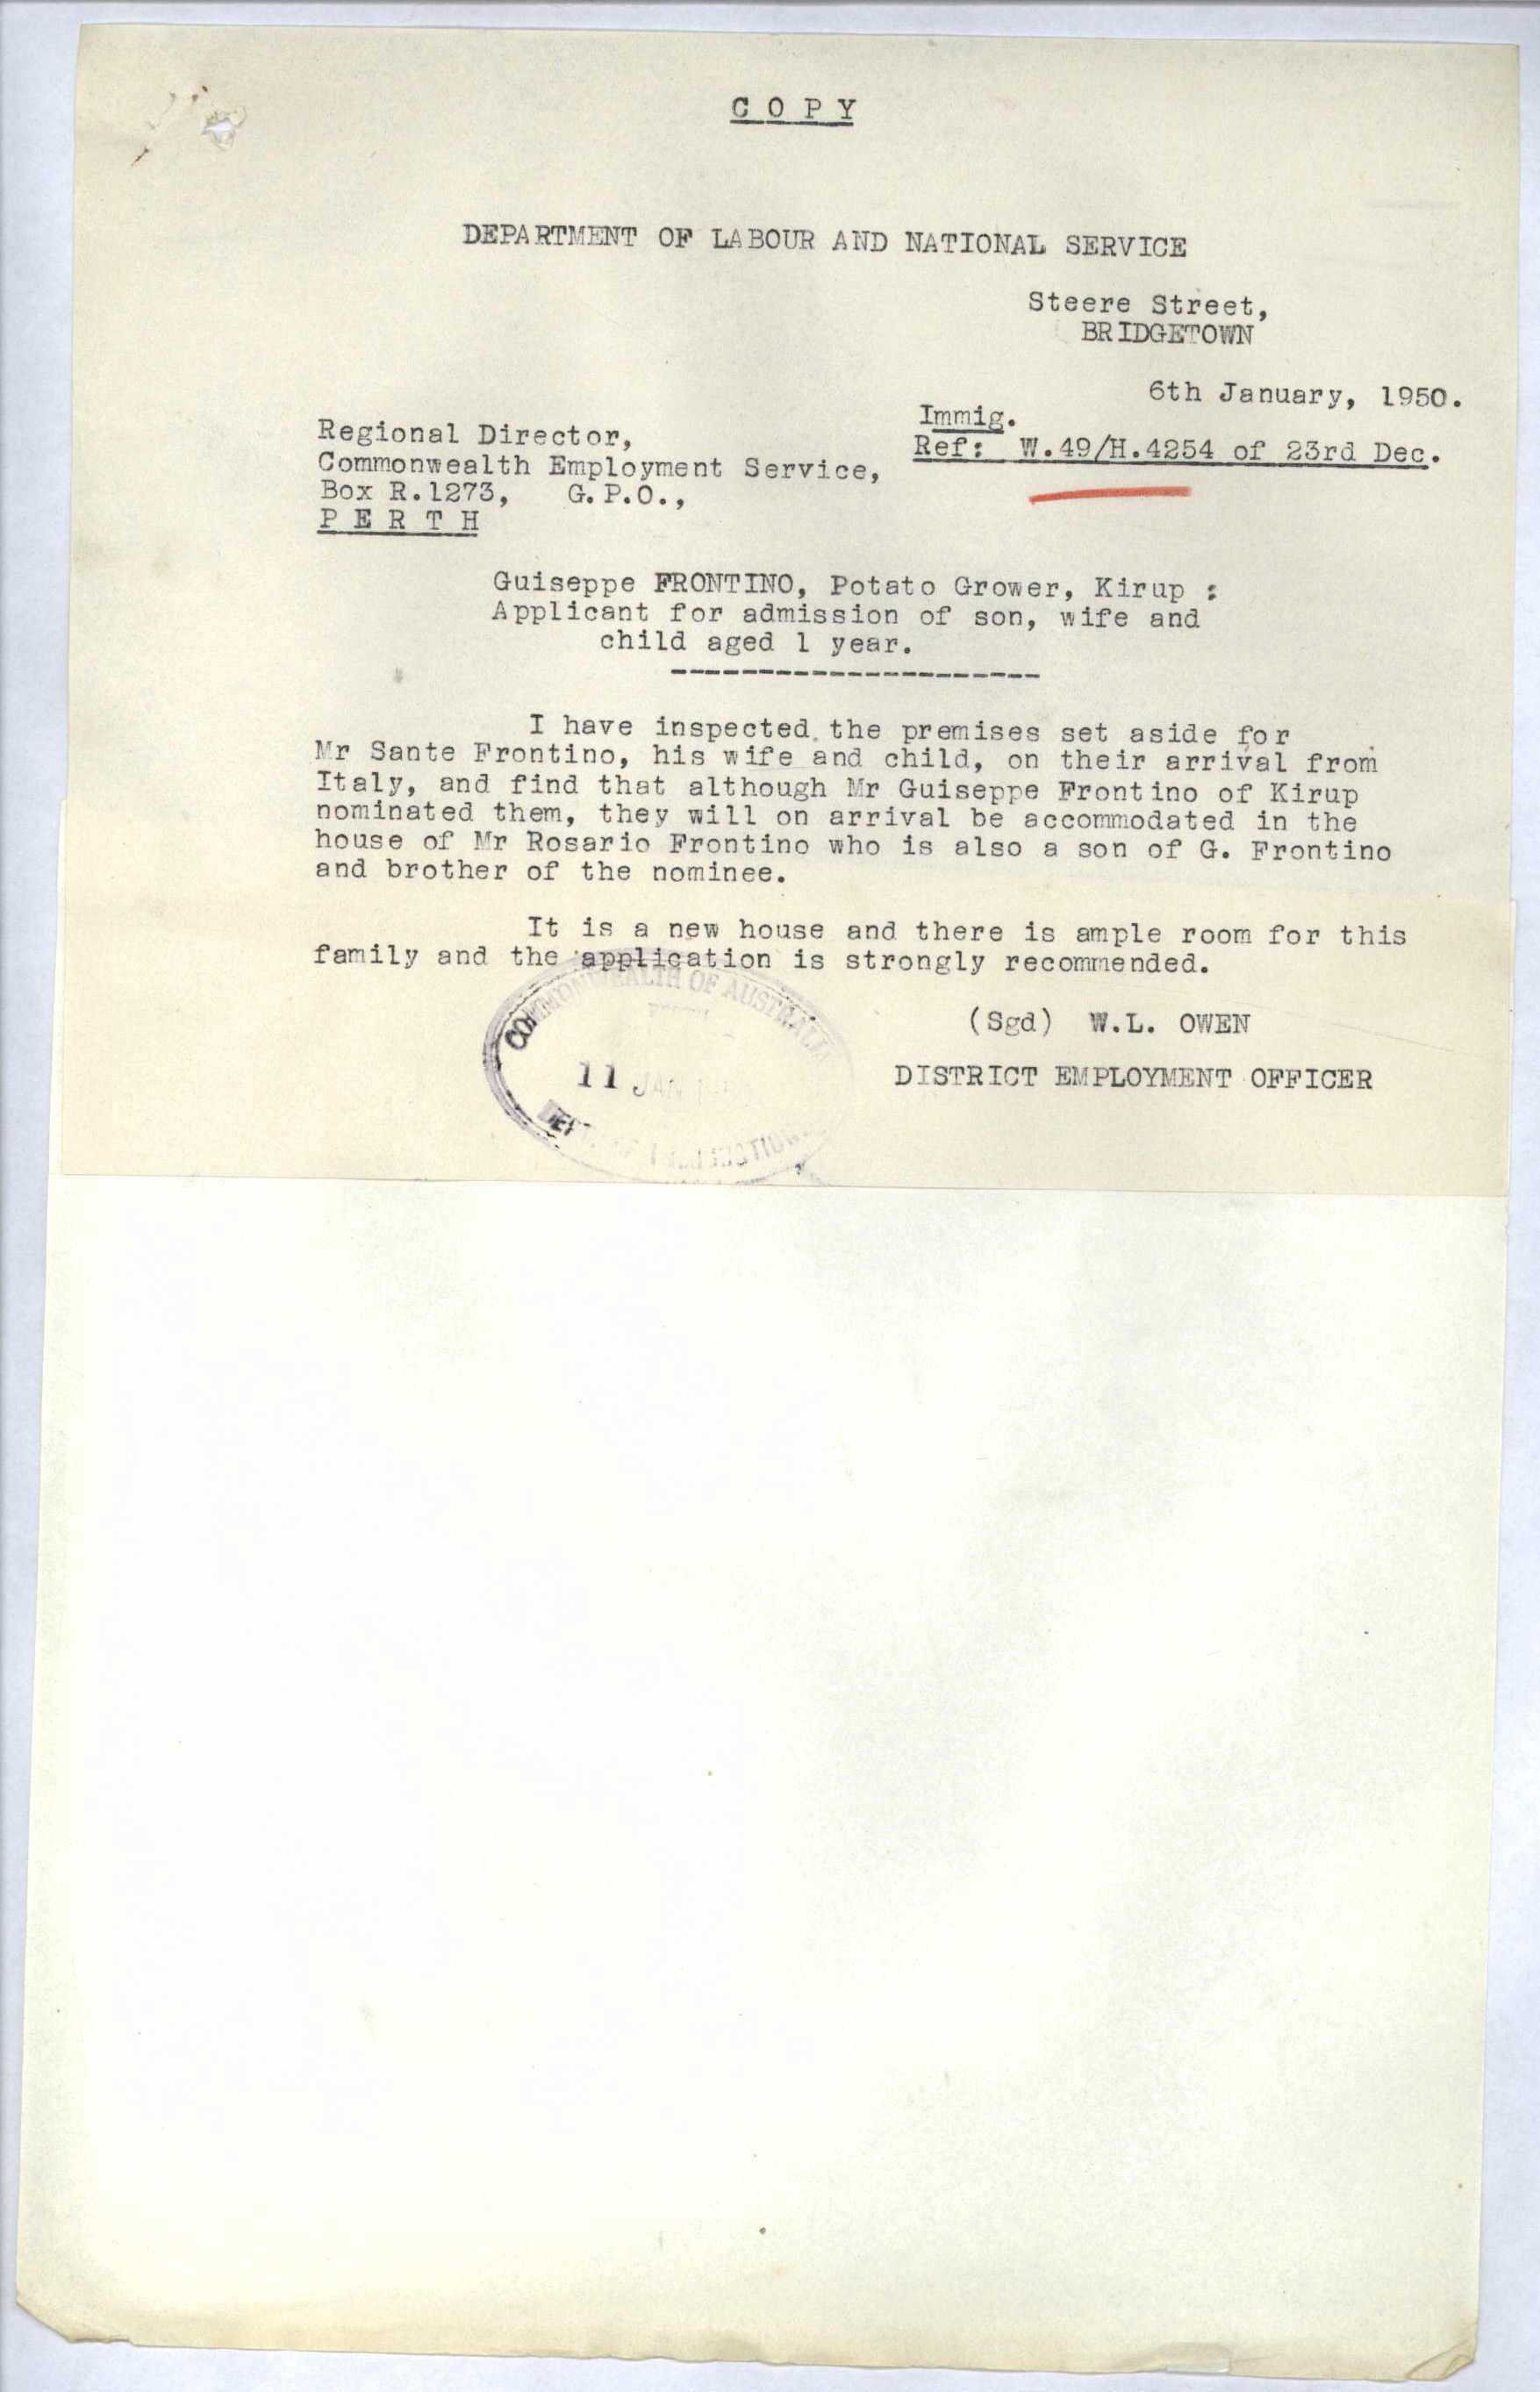 C O P Y
DEPARTMENT OF LABOUR AND NATIONAL SERVICE
Steere Street,
BRIDGETOWN
6th January, 1950.
Immig.
Ref: W.49/H.4254 of 23rd Dec.
Regional Director,
Commonwealth Employment Service,
Box R.1273, G.P.O.,
P E R T H
Guiseppe FRONTINO, Potato Grower, Kirup :
Applicant for admission of son, wife and
child aged 1 year.
---------------------
I have inspected the premises set aside for
Mr Sante Frontino, his wife and child, on their arrival from
Italy, and find that although Mr Guiseppe Frontino of Kirup
nominated them, they will on arrival be accommodated in the
house of Mr Rosario Frontino who is also a son of G. Frontino
and brother of the nominee.
It is a new house and there is ample room for this
family and the application is strongly recommended.
COMMONWEALTH OF AUSTRALIA
11 JAN
(Sgd) W.L. OWEN
DISTRICT EMPLOYMENT OFFICER